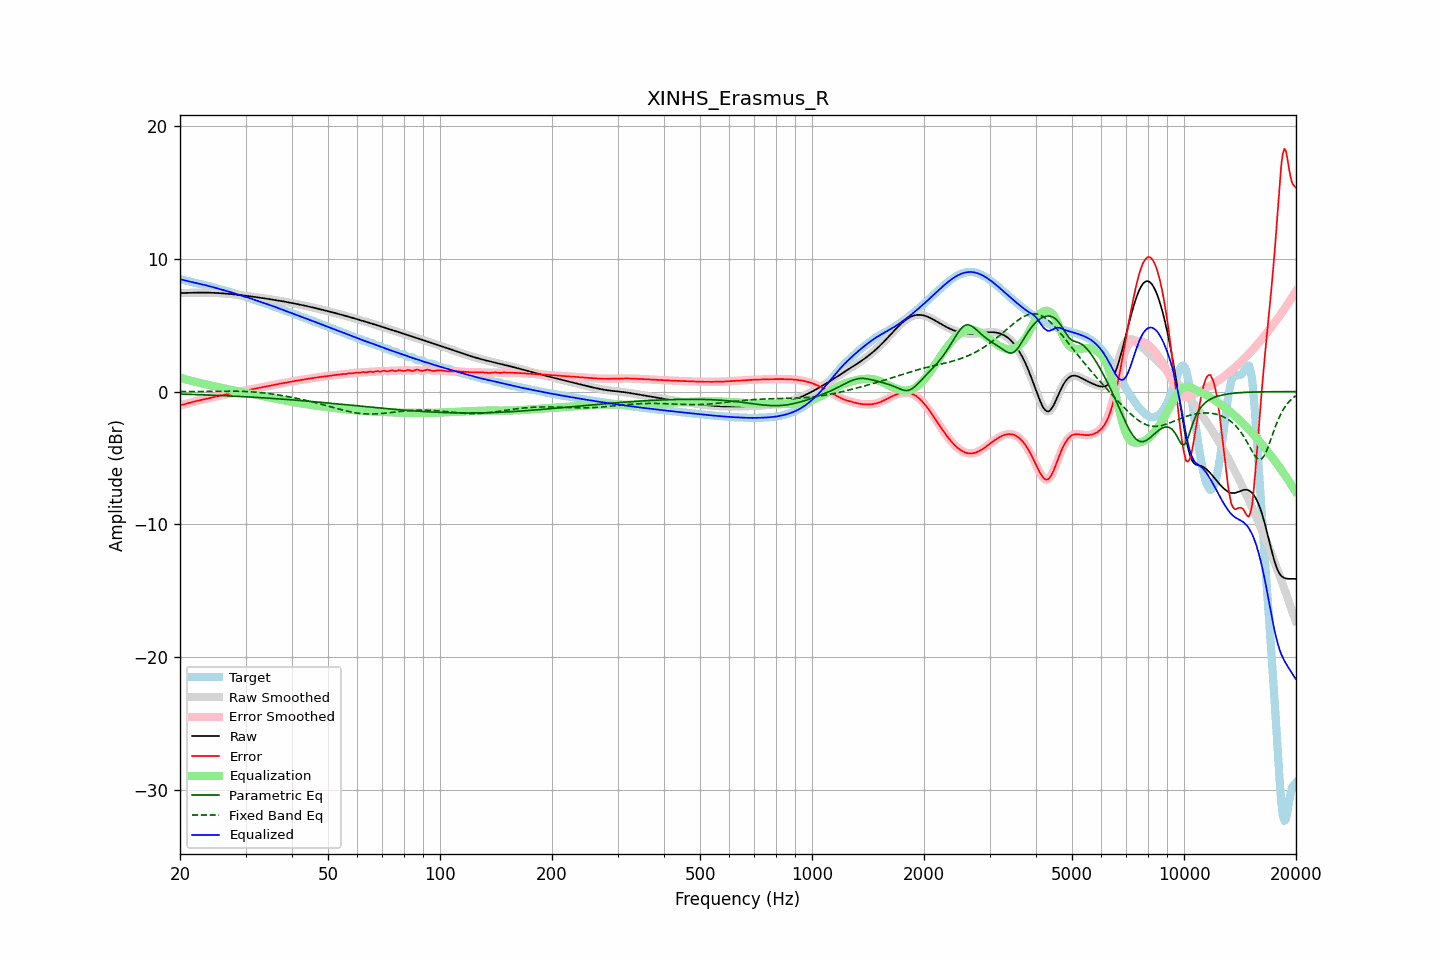 XINHS_Erasmus_R
20
10
0
−10
−20
−30
Amplitude (dBr)
20 50 100 200 500 1000 2000 5000 10000 20000
Frequency (Hz)
Target
Raw Smoothed
Error Smoothed
Raw
Error
Equalization
Parametric Eq
Fixed Band Eq
Equalized